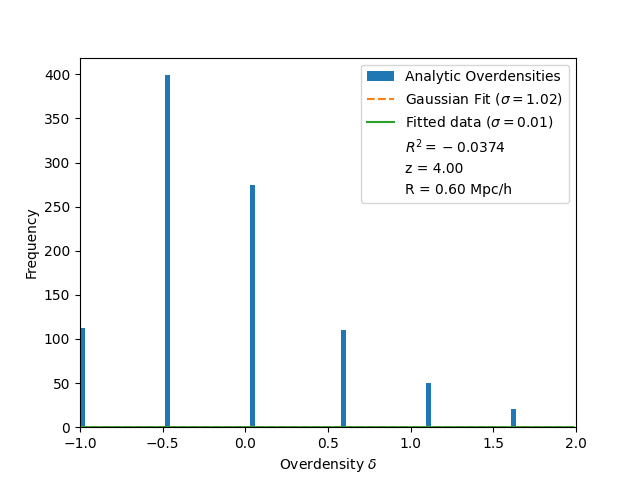 Analytic Overdensities
Gaussian Fit (σ = 1.02)
Fitted data (σ = 0.01)
R² = −0.0374
z = 4.00
R = 0.60 Mpc/h
400
350
300
250
200
150
100
50
0
Frequency
−1.0 −0.5 0.0 0.5 1.0 1.5 2.0
Overdensity δ